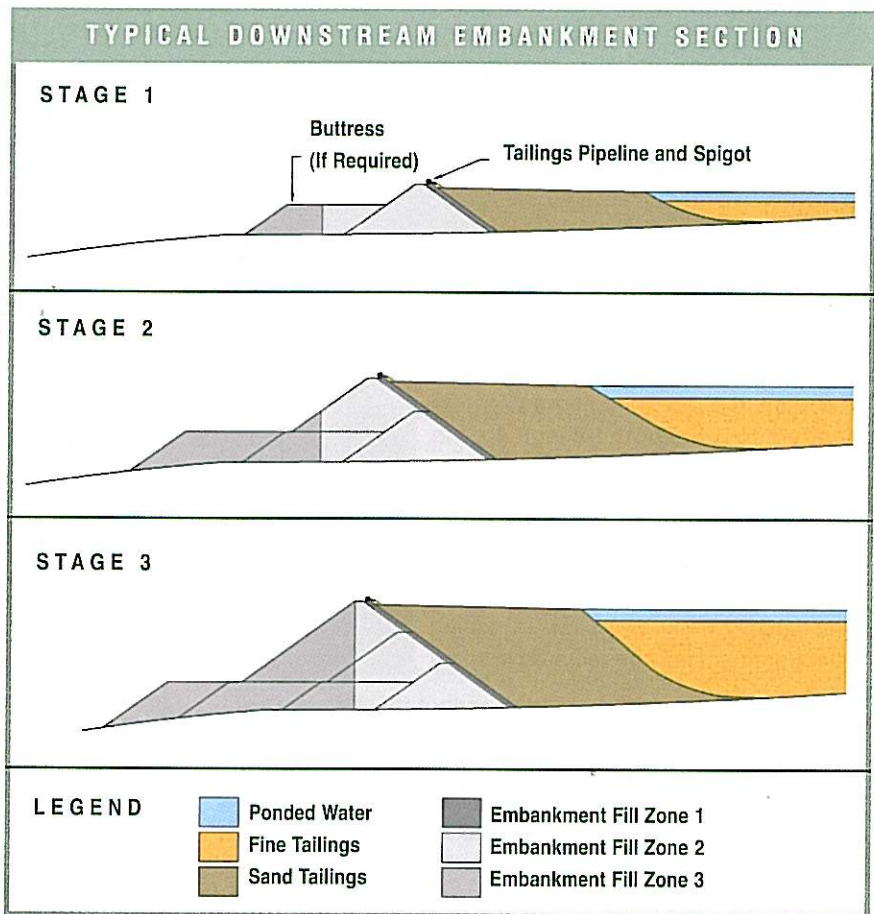 TYPICAL DOWNSTREAM EMBANKMENT SECTION
STAGE 1
Buttress
(If Required)
Tailings Pipeline and Spigot
STAGE 2
STAGE 3
LEGEND
Ponded Water
Fine Tailings
Sand Tailings
Embankment Fill Zone 1
Embankment Fill Zone 2
Embankment Fill Zone 3